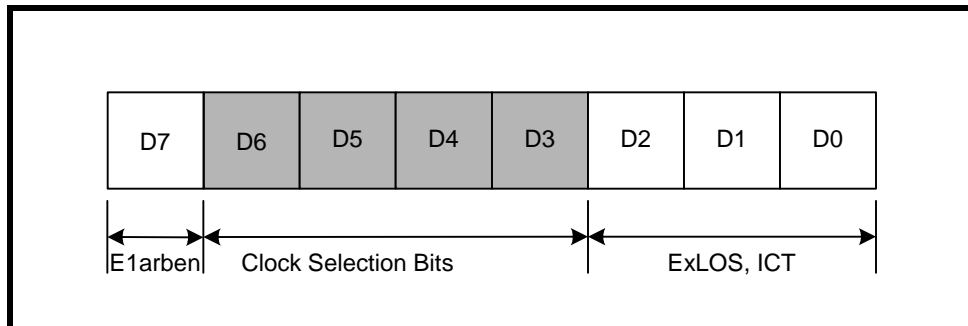 D7 D6 D5 D4 D3 D2 D1 D0
E1arben Clock Selection Bits ExLOS, ICT